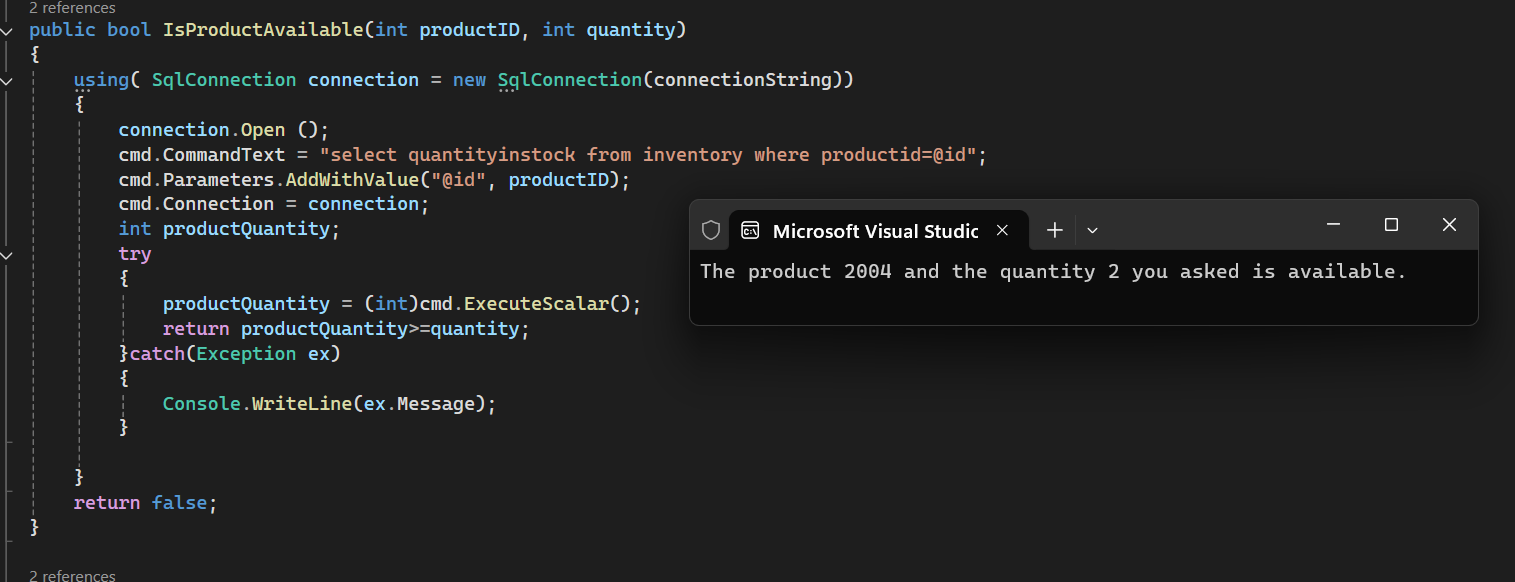 2 references
public bool IsProductAvailable(int productID, int quantity)
{
using( SqlConnection connection = new SqlConnection(connectionString))
{
connection.Open ();
cmd.CommandText = "select quantityinstock from inventory where productid=@id";
cmd.Parameters.AddWithValue("@id", productID);
cmd.Connection = connection;
int productQuantity;
try
{
productQuantity = (int)cmd.ExecuteScalar();
return productQuantity>=quantity;
}catch(Exception ex)
{
Console.WriteLine(ex.Message);
}
}
return false;
}
2 references
C:\
Microsoft Visual Studic
The product 2004 and the quantity 2 you asked is available.